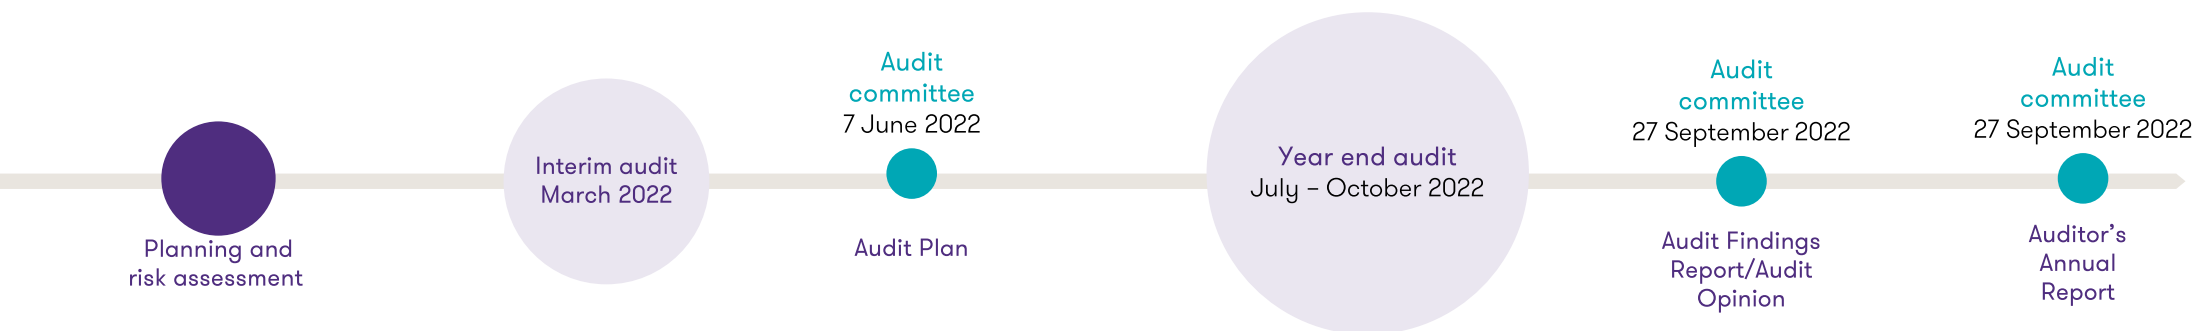 Planning and
risk assessment
Interim audit
March 2022
Audit
committee
7 June 2022
Audit Plan
Year end audit
July – October 2022
Audit
committee
27 September 2022
Audit Findings
Report/Audit
Opinion
Audit
committee
27 September 2022
Auditor’s
Annual
Report